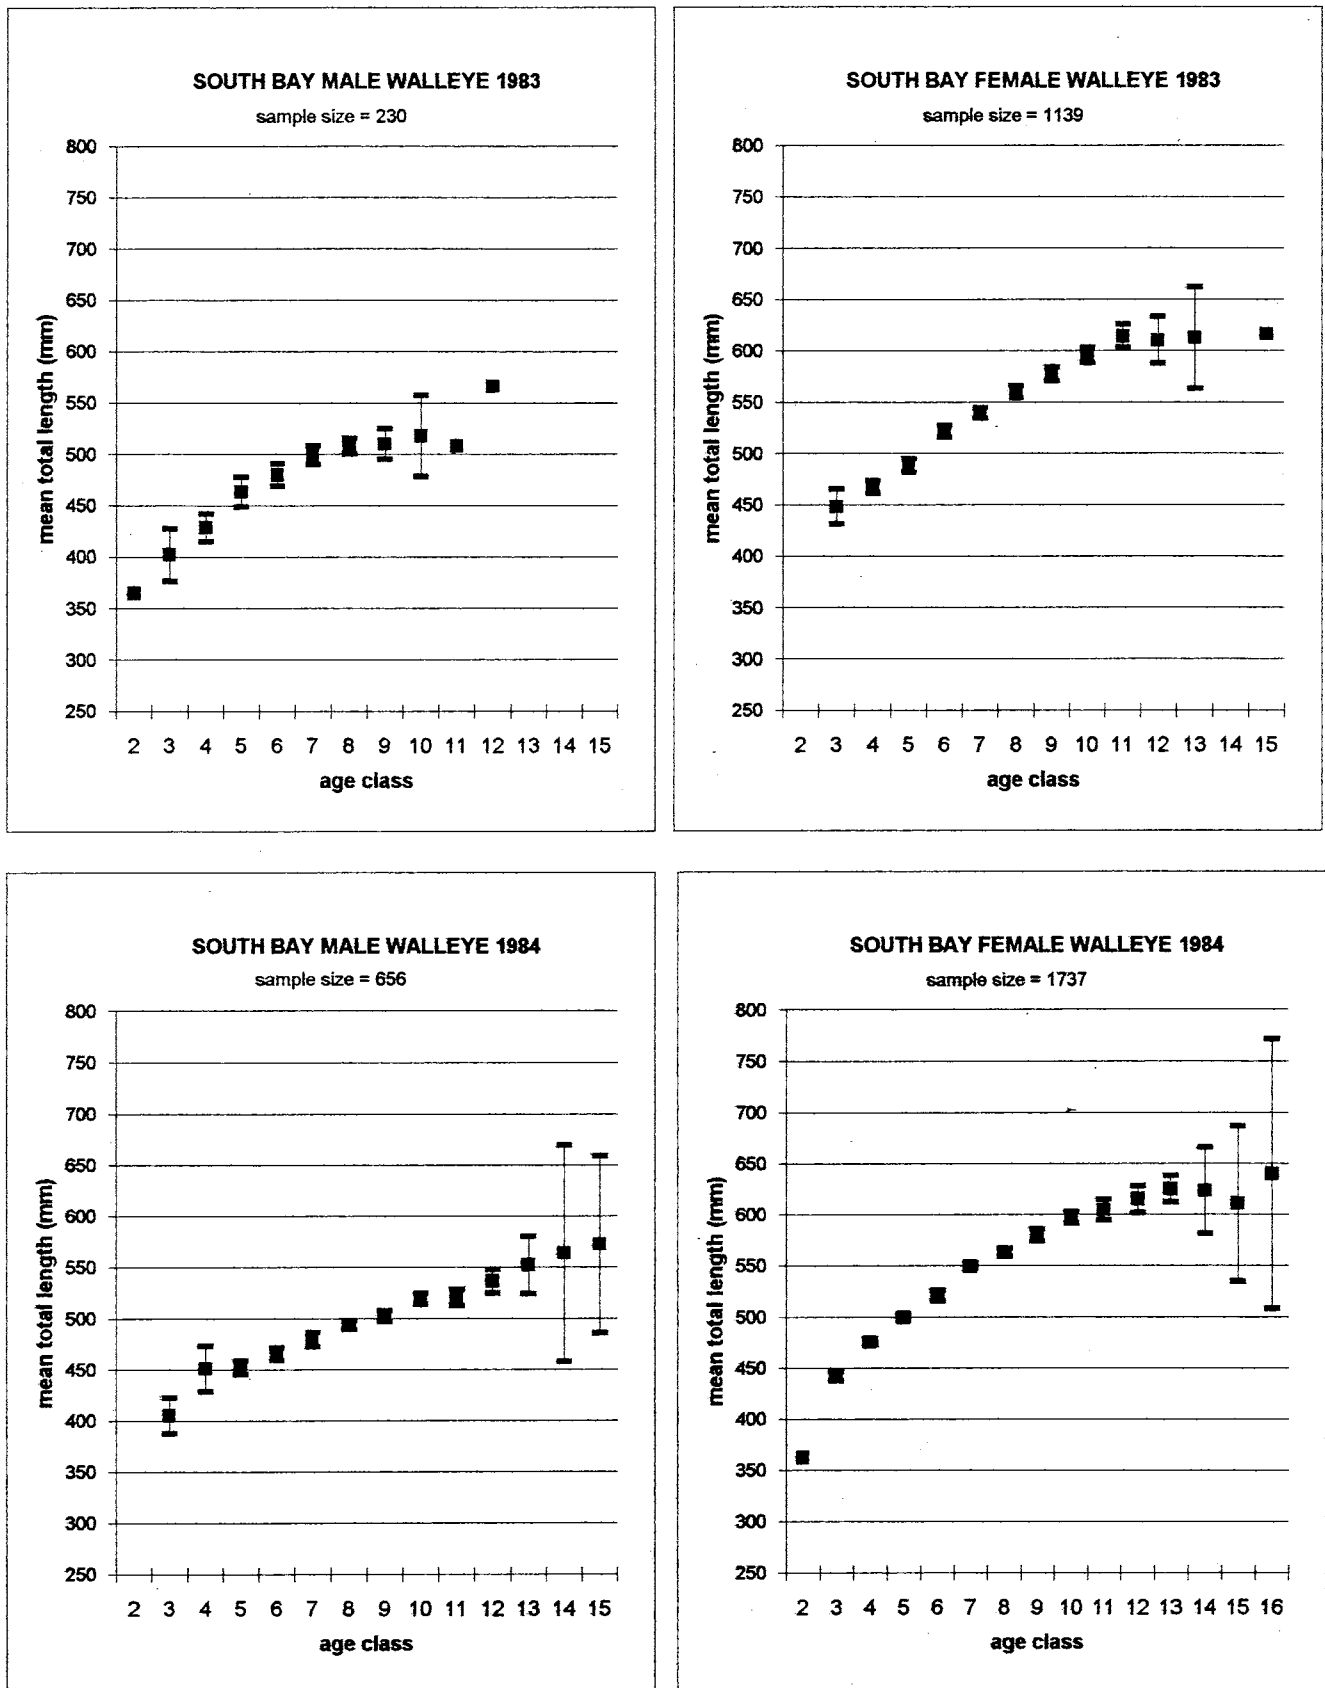 SOUTH BAY MALE WALLEYE 1983
sample size = 230
mean total length (mm)
800
750
700
650
600
550
500
450
400
350
300
250
2 3 4 5 6 7 8 9 10 11 12 13 14 15
age class
SOUTH BAY FEMALE WALLEYE 1983
sample size = 1139
mean total length (mm)
800
750
700
650
600
550
500
450
400
350
300
250
2 3 4 5 6 7 8 9 10 11 12 13 14 15
age class
SOUTH BAY MALE WALLEYE 1984
sample size = 656
mean total length (mm)
800
750
700
650
600
550
500
450
400
350
300
250
2 3 4 5 6 7 8 9 10 11 12 13 14 15
age class
SOUTH BAY FEMALE WALLEYE 1984
sample size = 1737
mean total length (mm)
800
750
700
650
600
550
500
450
400
350
300
250
2 3 4 5 6 7 8 9 10 11 12 13 14 15 16
age class